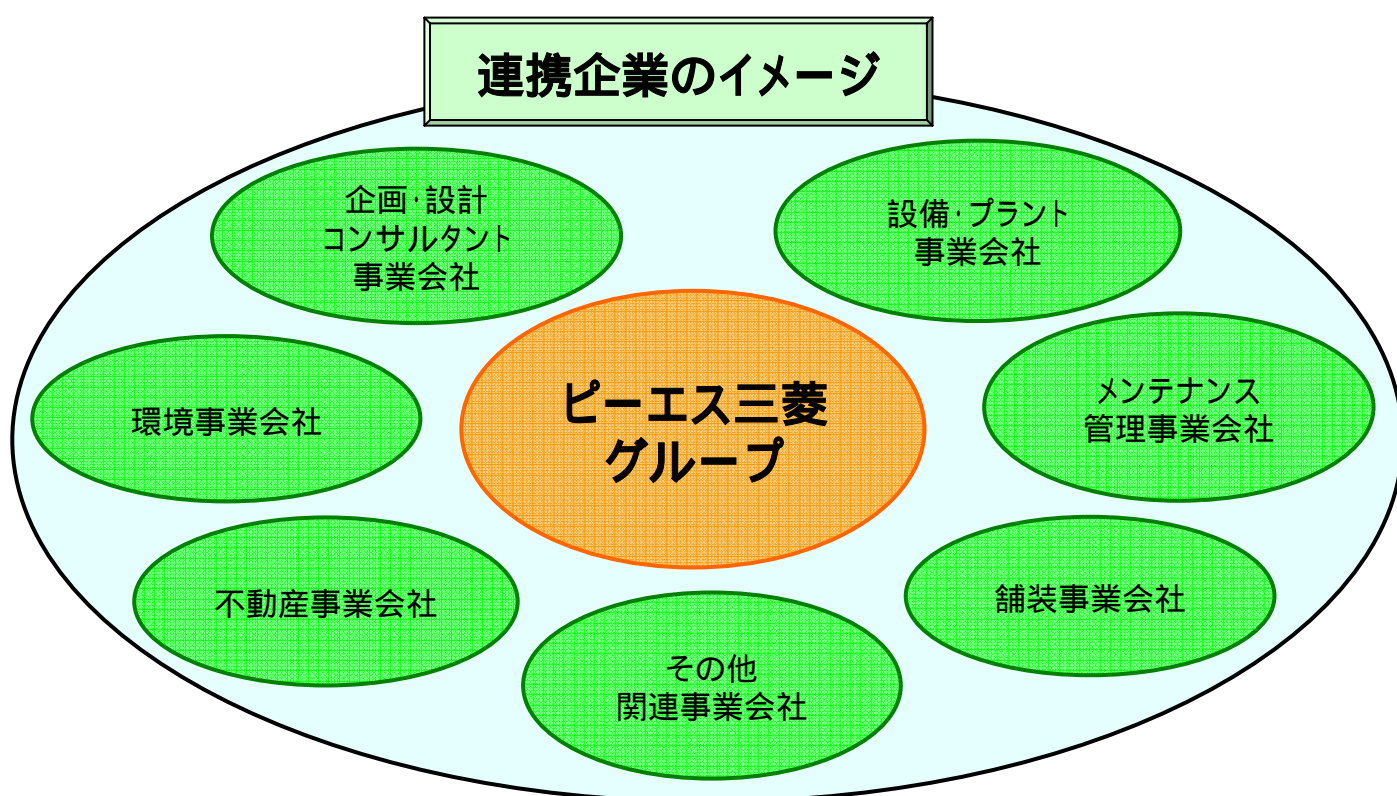 連携企業のイメージ
企画・設計
コンサルタント
事業会社
設備・プラント
事業会社
ピーエス三菱
グループ
環境事業会社
メンテナンス
管理事業会社
不動産事業会社
舗装事業会社
その他
関連事業会社